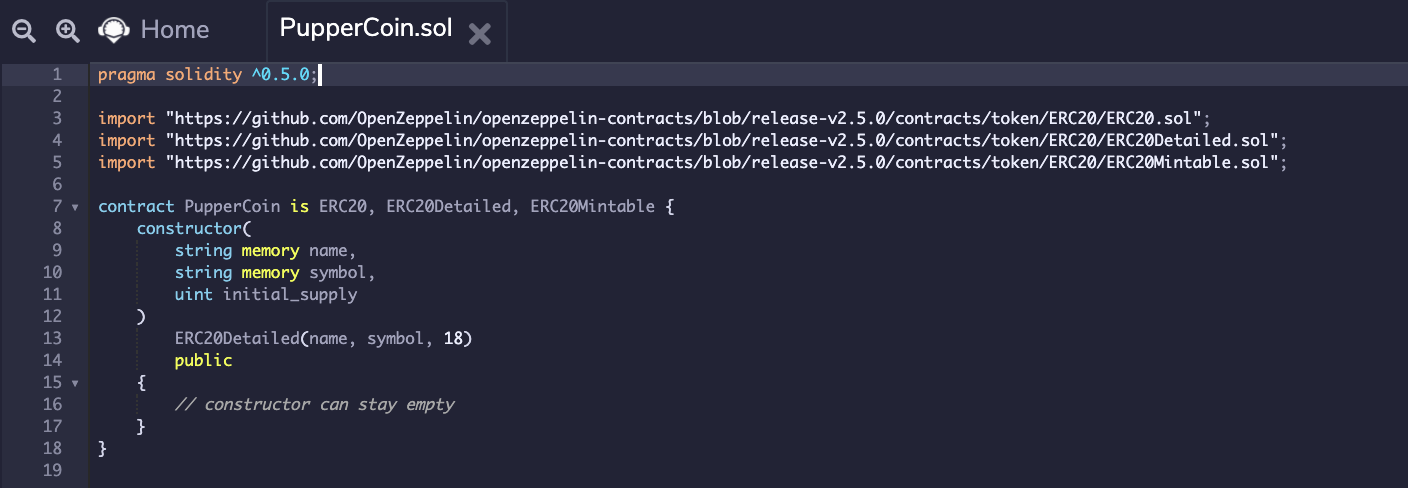 Home PupperCoin.sol
1 pragma solidity ^0.5.0;
2
3 import "https://github.com/OpenZeppelin/openzeppelin-contracts/blob/release-v2.5.0/contracts/token/ERC20/ERC20.sol";
4 import "https://github.com/OpenZeppelin/openzeppelin-contracts/blob/release-v2.5.0/contracts/token/ERC20/ERC20Detailed.sol";
5 import "https://github.com/OpenZeppelin/openzeppelin-contracts/blob/release-v2.5.0/contracts/token/ERC20/ERC20Mintable.sol";
6
7 contract PupperCoin is ERC20, ERC20Detailed, ERC20Mintable {
8     constructor(
9         string memory name,
10         string memory symbol,
11         uint initial_supply
12     )
13         ERC20Detailed(name, symbol, 18)
14         public
15     {
16         // constructor can stay empty
17     }
18 }
19